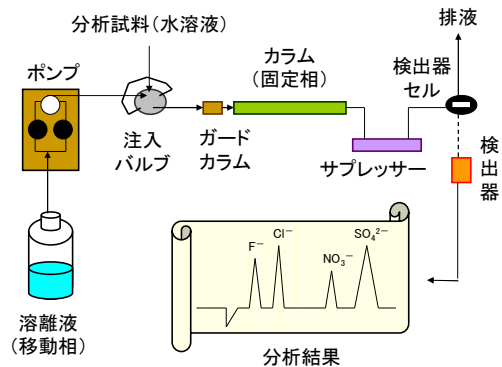 分析試料(水溶液)
排液
ポンプ
カラム
(固定相)
検出器
セル
注入
バルブ
ガード
カラム
サプレッサー
検出器
F⁻
Cl⁻
NO₃⁻
SO₄²⁻
溶離液
(移動相)
分析結果